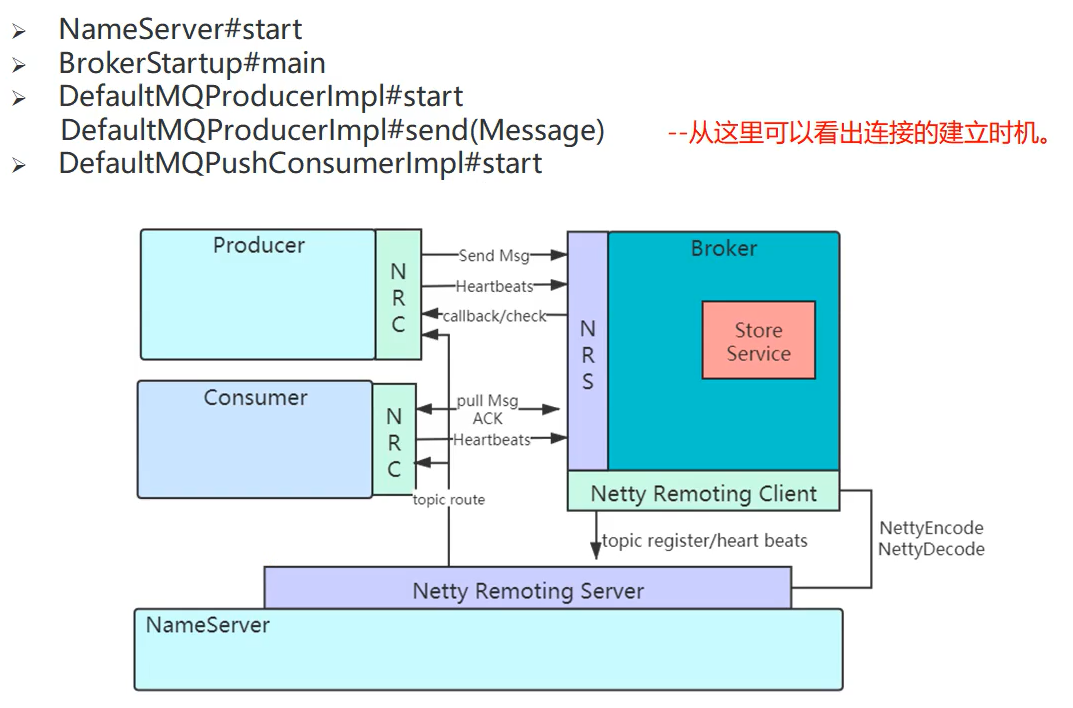 NameServer#start
BrokerStartup#main
DefaultMQProducerImpl#start
DefaultMQProducerImpl#send(Message) --从这里可以看出连接的建立时机。
DefaultMQPushConsumerImpl#start
Producer
N
R
C
Send Msg
Heartbeats
callback/check
N
R
S
Broker
Store
Service
Consumer
N
R
C
pull Msg
ACK
Heartbeats
topic route
Netty Remoting Client
topic register/heart beats
NettyEncode
NettyDecode
Netty Remoting Server
NameServer